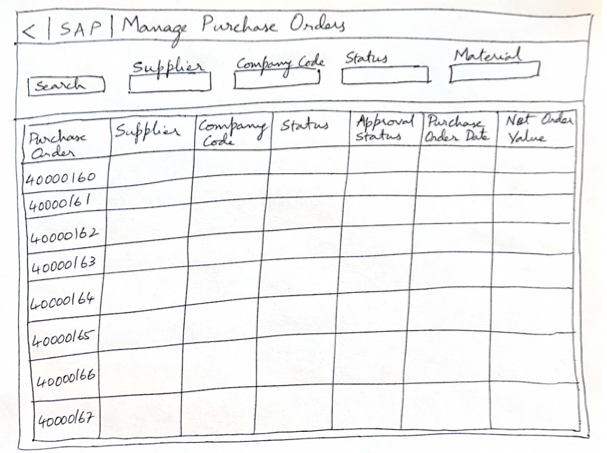 < | SAP | Manage Purchase Orders
Search
Supplier
Company Code
Status
Material
Purchase
Order
Supplier
Company
Code
Status
Approval
Status
Purchase
Order Date
Net Order
Value
40000160
40000161
40000162
40000163
40000164
40000165
40000166
40000167